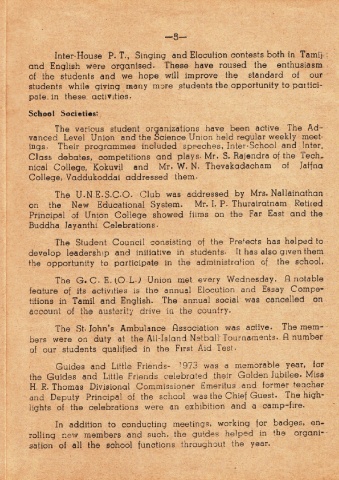 —8—
Inter-House P. T., Singing and Elocution contests both in Tamil
and English were organised. These have roused the enthusiasm
of the students and we hope will improve the standard of our
students while giving many more students the opportunity to partici-
pate in these activities.
School Societies:
The various student organizations have been active The Ad-
vanced Level Union and the Science Union held regular weekly meet-
ings. Their programmes included speeches, Inter-School and Inter,
Class debates, competitions and plays. Mr. S. Rajendra of the Tech-
nical College, Kokuvil and Mr. W. N. Thevakadacham of Jaffna
College, Vaddukoddai addressed them.
The U.N.E.S.C.O. Club was addressed by Mrs. Nallainathan
on the New Educational System. Mr. I. P. Thurairatnam Retired
Principal of Union College showed films on the Far East and the
Buddha Jayanthi Celebrations.
The Student Council consisting of the Prefects has helped to
develop leadership and initiative in students. It has also given them
the opportunity to participate in the administration of the school.
The G. C. E. (O.L.) Union met every Wednesday. A notable
feature of its activities is the annual Elocution and Essay Compe-
titions in Tamil and English. The annual social was cancelled on
account of the austerity drive in the country.
The St. John's Ambulance Association was active. The mem-
bers were on duty at the All-Island Netball Tournaments. A number
of our students qualified in the First Aid Test.
Guides and Little Friends- 1973 was a memorable year, for
the Guides and Little Friends celebrated their Golden Jubilee. Miss
H. R. Thomas Divisional Commissioner Emeritus and former teacher
and Deputy Principal of the school was the Chief Guest. The high-
lights of the celebrations were an exhibition and a camp-fire.
In addition to conducting meetings, working for badges, en-
rolling new members and such, the guides helped in the organi-
sation of all the school functions throughout the year.